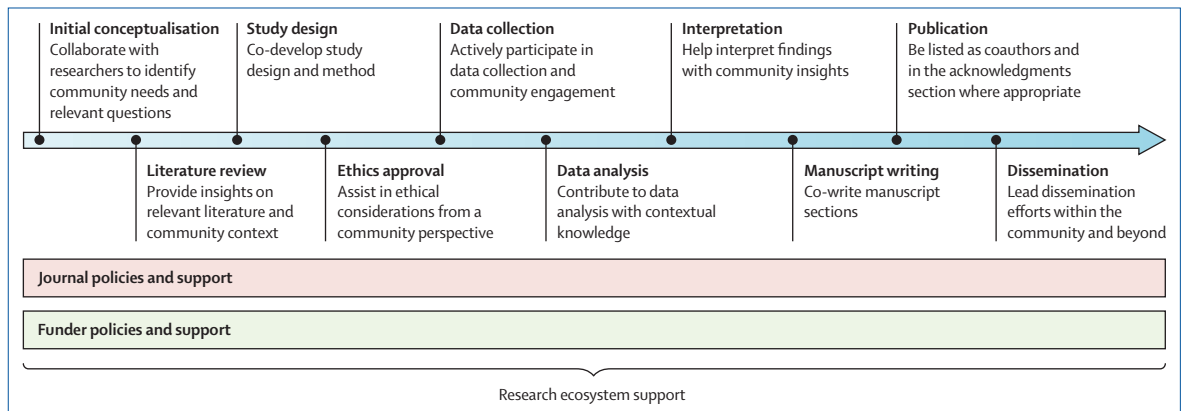 Initial conceptualisation
Collaborate with
researchers to identify
community needs and
relevant questions
Study design
Co-develop study
design and method
Data collection
Actively participate in
data collection and
community engagement
Interpretation
Help interpret findings
with community insights
Publication
Be listed as coauthors and
in the acknowledgments
section where appropriate
Literature review
Provide insights on
relevant literature and
community context
Ethics approval
Assist in ethical
considerations from a
community perspective
Data analysis
Contribute to data
analysis with contextual
knowledge
Manuscript writing
Co-write manuscript
sections
Dissemination
Lead dissemination
efforts within the
community and beyond
Journal policies and support
Funder policies and support
Research ecosystem support